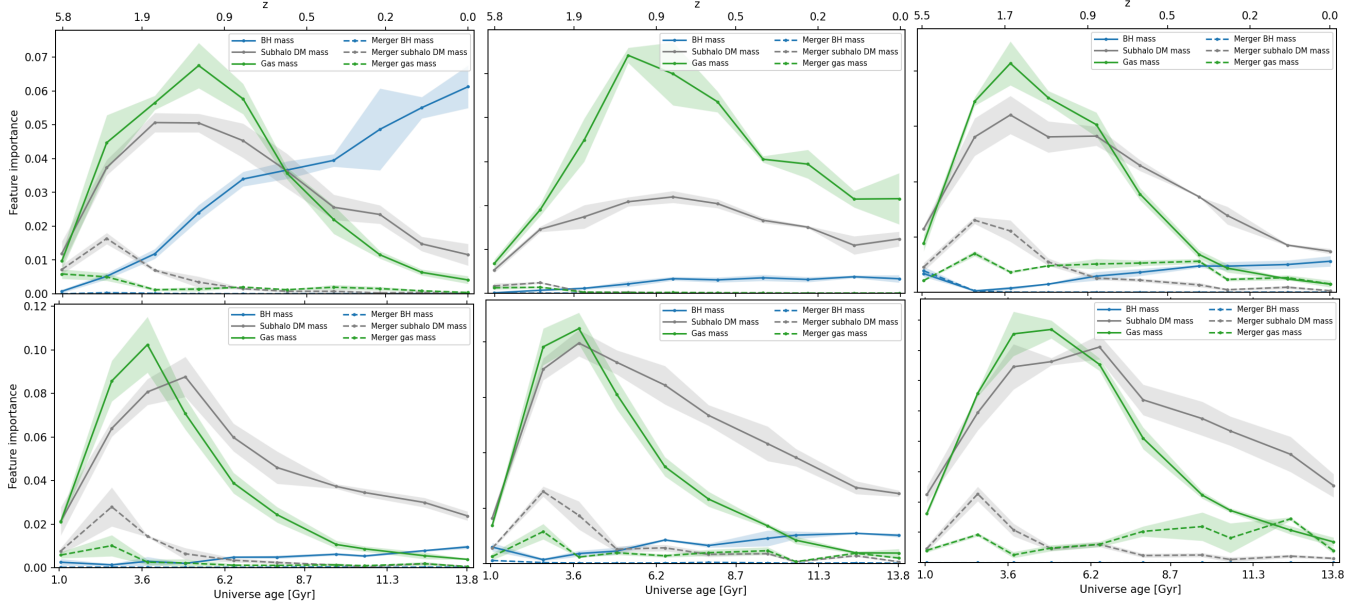 z z z
5.8 1.9 0.9 0.5 0.2 0.0 5.8 1.9 0.9 0.5 0.2 0.0 5.5 1.7 0.9 0.5 0.2 0.0
BH mass Merger BH mass BH mass Merger BH mass BH mass Merger BH mass
Subhalo DM mass Merger subhalo DM mass Subhalo DM mass Merger subhalo DM mass Subhalo DM mass Merger subhalo DM mass
Gas mass Merger gas mass Gas mass Merger gas mass Gas mass Merger gas mass
Feature importance
0.07
0.06
0.05
0.04
0.03
0.02
0.01
0.00
BH mass Merger BH mass BH mass Merger BH mass BH mass Merger BH mass
Subhalo DM mass Merger subhalo DM mass Subhalo DM mass Merger subhalo DM mass Subhalo DM mass Merger subhalo DM mass
Gas mass Merger gas mass Gas mass Merger gas mass Gas mass Merger gas mass
Feature importance
0.12
0.10
0.08
0.06
0.04
0.02
0.00
1.0 3.6 6.2 8.7 11.3 13.8 1.0 3.6 6.2 8.7 11.3 13.8 1.0 3.6 6.2 8.7 11.3 13.8
Universe age [Gyr] Universe age [Gyr] Universe age [Gyr]